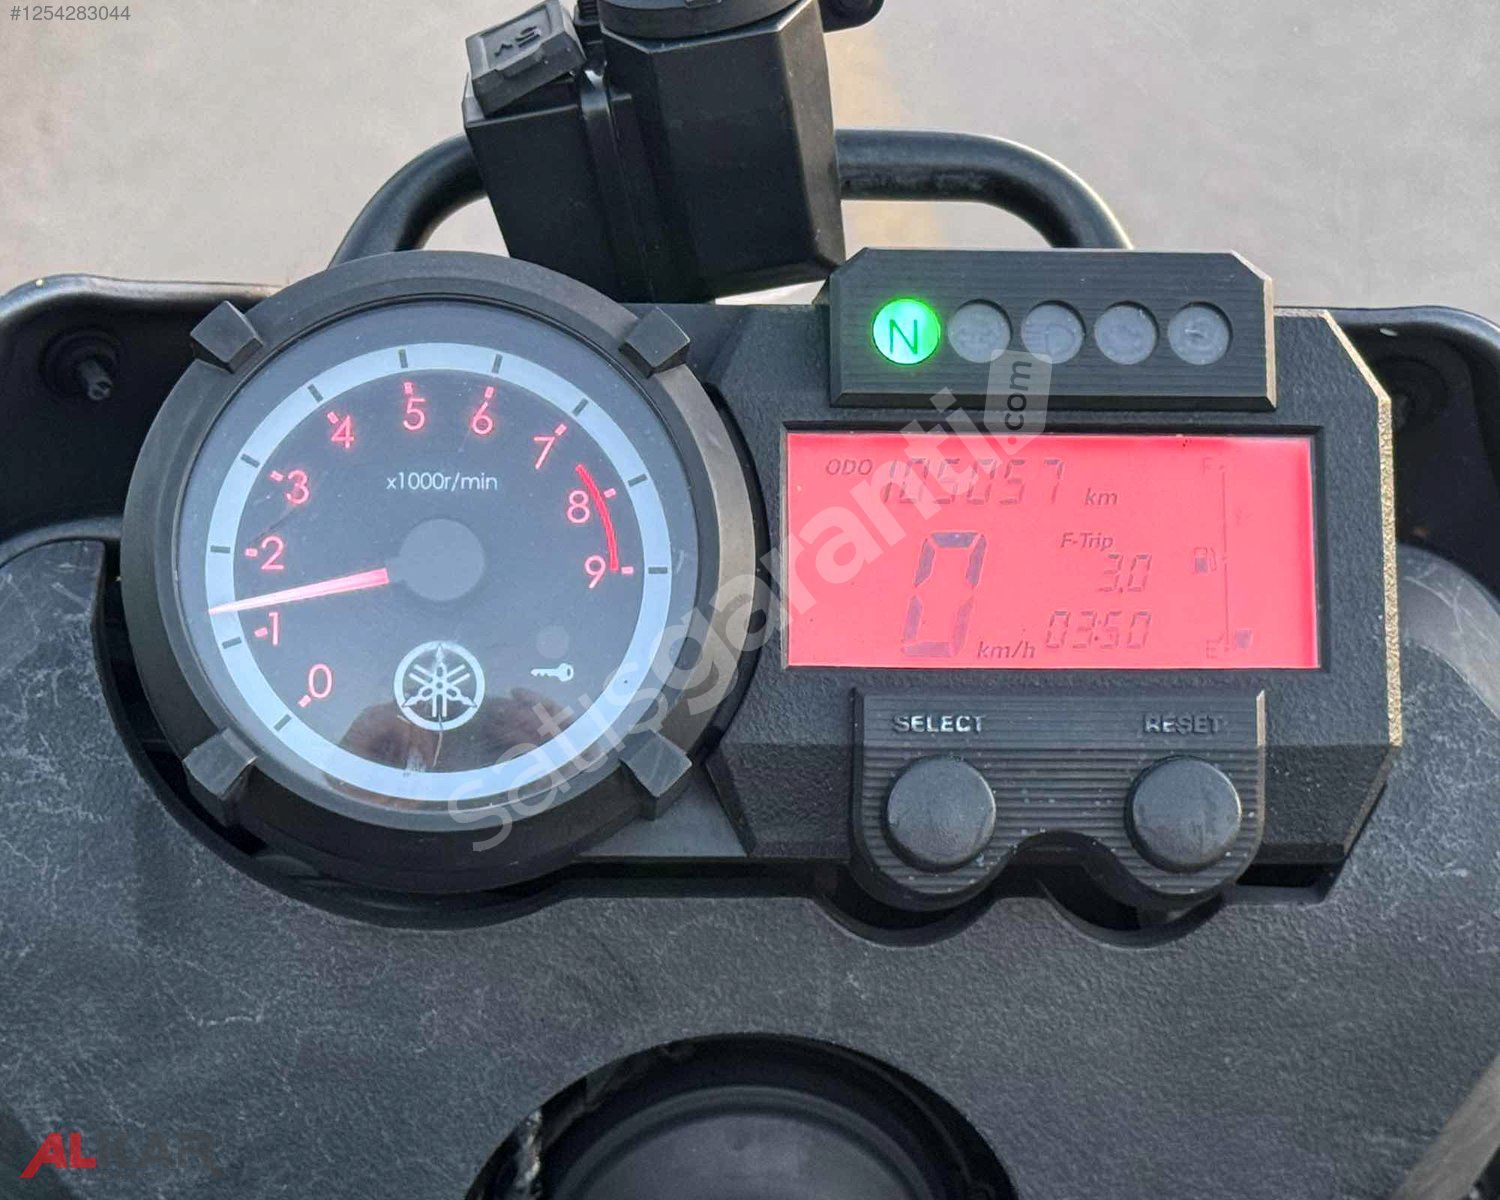 #1254283044
5V
N
0
1
2
3
4
5
6
7
8
9
x1000r/min
ODO 105057 km
F
F-Trip
3.0
0 km/h 03:50
E
SELECT
RESET
satisgaranti.com
ALKAR